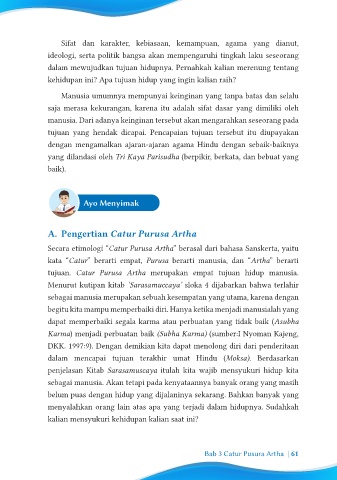 Sifat dan karakter, kebiasaan, kemampuan, agama yang dianut,
ideologi, serta politik bangsa akan mempengaruhi tingkah laku seseorang
dalam mewujudkan tujuan hidupnya. Pernahkah kalian merenung tentang
kehidupan ini? Apa tujuan hidup yang ingin kalian raih?
Manusia umumnya mempunyai keinginan yang tanpa batas dan selalu
saja merasa kekurangan, karena itu adalah sifat dasar yang dimiliki oleh
manusia. Dari adanya keinginan tersebut akan mengarahkan seseorang pada
tujuan yang hendak dicapai. Pencapaian tujuan tersebut itu diupayakan
dengan mengamalkan ajaran-ajaran agama Hindu dengan sebaik-baiknya
yang dilandasi oleh Tri Kaya Parisudha (berpikir, berkata, dan bebuat yang
baik).
Ayo Menyimak
A. Pengertian Catur Purusa Artha
Secara etimologi "Catur Purusa Artha" berasal dari bahasa Sanskerta, yaitu
kata "Catur" berarti empat, Purusa berarti manusia, dan "Artha" berarti
tujuan. Catur Purusa Artha merupakan empat tujuan hidup manusia.
Menurut kutipan kitab 'Sarasamuccaya' sloka 4 dijabarkan bahwa terlahir
sebagai manusia merupakan sebuah kesempatan yang utama, karena dengan
begitu kita mampu memperbaiki diri. Hanya ketika menjadi manusialah yang
dapat memperbaiki segala karma atau perbuatan yang tidak baik (Asubha
Karma) menjadi perbuatan baik (Subha Karma) (sumber:I Nyoman Kajeng,
DKK. 1997:9). Dengan demikian kita dapat menolong diri dari penderitaan
dalam mencapai tujuan terakhir umat Hindu (Moksa). Berdasarkan
penjelasan Kitab Sarasamuscaya itulah kita wajib mensyukuri hidup kita
sebagai manusia. Akan tetapi pada kenyataannya banyak orang yang masih
belum puas dengan hidup yang dijalaninya sekarang. Bahkan banyak yang
menyalahkan orang lain atas apa yang terjadi dalam hidupnya. Sudahkah
kalian mensyukuri kehidupan kalian saat ini?
Bab 3 Catur Pusura Artha | 61